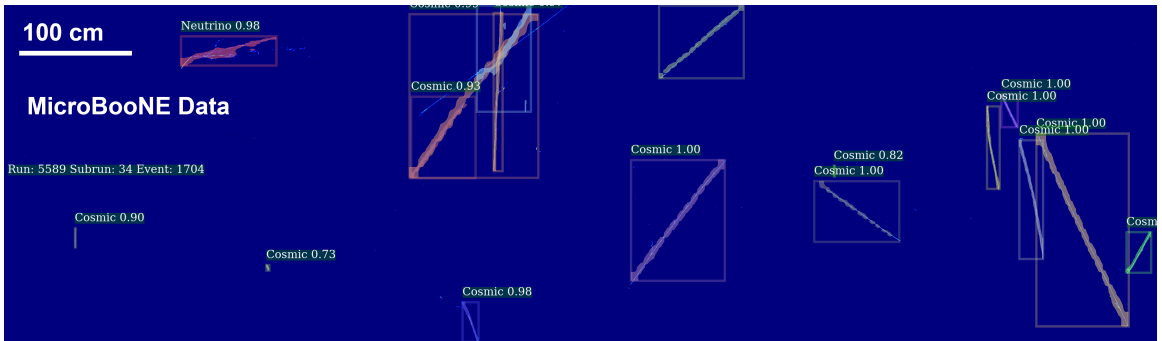 Neutrino 0.98
100 cm
Cosmic 0.93
MicroBooNE Data
Cosmic 1.00
Cosmic 1.00
Cosmic 1.00
Cosmic 1.00
Cosmic 1.00
Cosmic 0.82
Cosmic 1.00
Run: 5589 Subrun: 34 Event: 1704
Cosmic 0.90
Cosmic 0.73
Cosmic 0.98